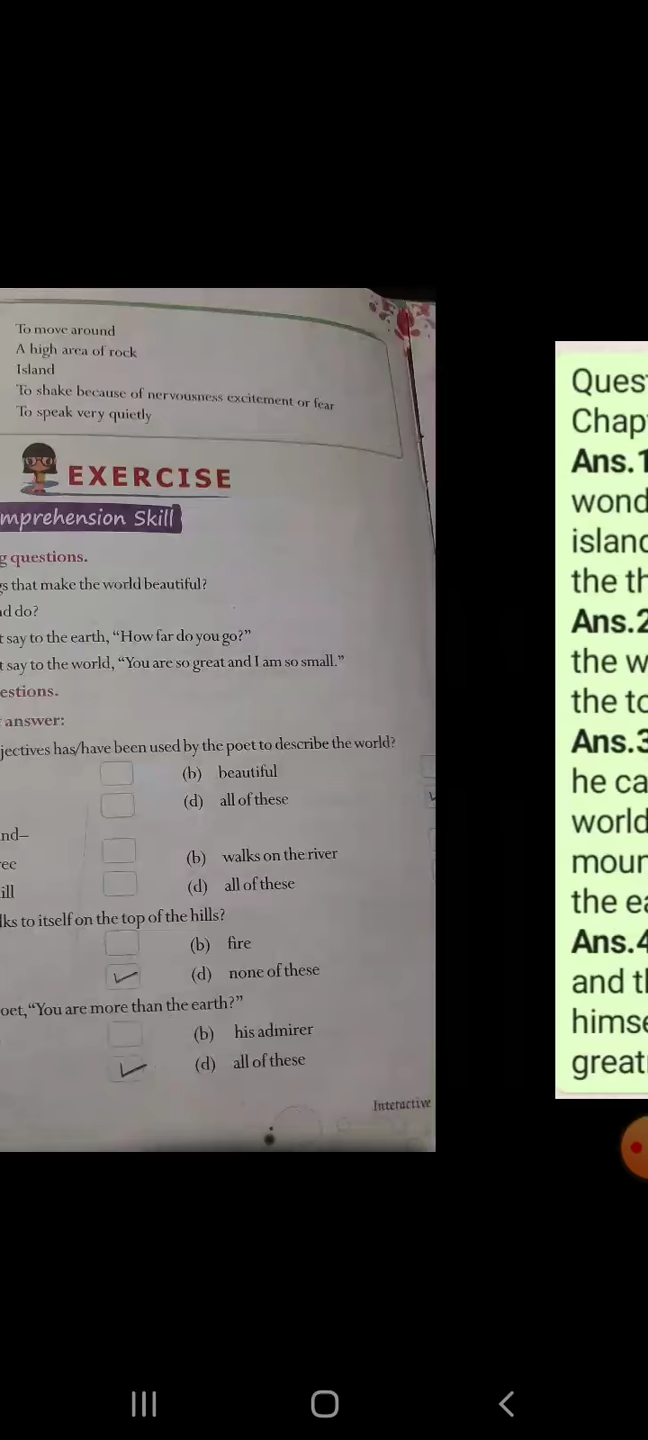 To move around
A high area of rock
Island
To shake because of nervousness excitement or fear
To speak very quietly
EXERCISE
mprehension Skill
g questions.
gs that make the world beautiful?
nd do?
t say to the earth, “How far do you go?”
t say to the world, “You are so great and I am so small.”
estions.
answer:
jectives has/have been used by the poet to describe the world?
(b) beautiful
(d) all of these
nd–
ree
(b) walks on the river
ill
(d) all of these
lks to itself on the top of the hills?
(b) fire
(d) none of these
oet, “You are more than the earth?”
(b) his admirer
(d) all of these
Interactive
Ques
Chap
Ans.1
wond
island
the th
Ans.2
the w
the to
Ans.3
he ca
world
moun
the ea
Ans.4
and th
himse
great